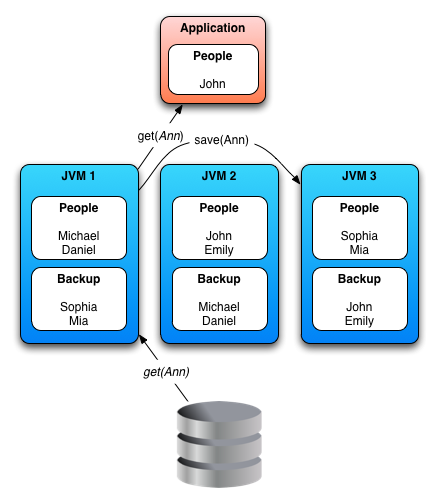 Application
People
John
get(Ann)
save(Ann)
JVM 1
People
Michael
Daniel
Backup
Sophia
Mia
JVM 2
People
John
Emily
Backup
Michael
Daniel
JVM 3
People
Sophia
Mia
Backup
John
Emily
get(Ann)